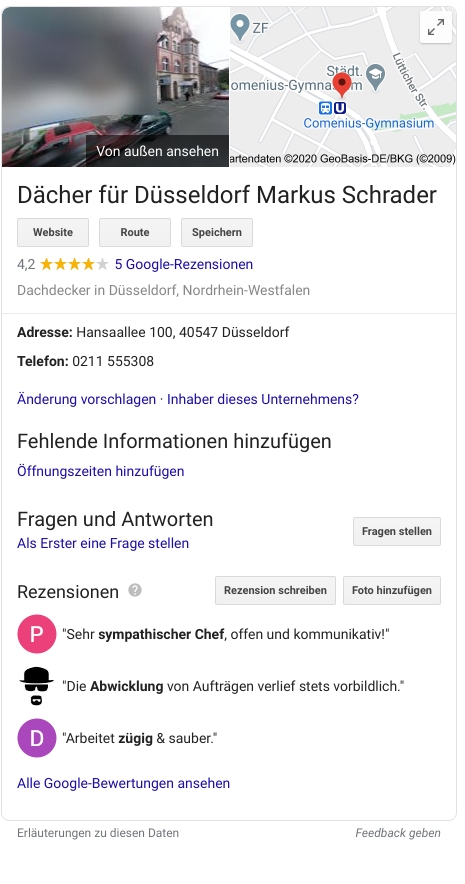 ZF
Städt.
omenius-Gymnasium
Lütticher Str
Comenius-Gymnasium
Von außen ansehen
artendaten ©2020 GeoBasis-DE/BKG (©2009)
Dächer für Düsseldorf Markus Schrader
Website Route Speichern
4,2 5 Google-Rezensionen
Dachdecker in Düsseldorf, Nordrhein-Westfalen
Adresse: Hansaallee 100, 40547 Düsseldorf
Telefon: 0211 555308
Änderung vorschlagen · Inhaber dieses Unternehmens?
Fehlende Informationen hinzufügen
Öffnungszeiten hinzufügen
Fragen und Antworten
Fragen stellen
Als Erster eine Frage stellen
Rezensionen ? Rezension schreiben Foto hinzufügen
P "Sehr sympathischer Chef, offen und kommunikativ!"
"Die Abwicklung von Aufträgen verlief stets vorbildlich."
D "Arbeitet zügig & sauber."
Alle Google-Bewertungen ansehen
Erläuterungen zu diesen Daten Feedback geben